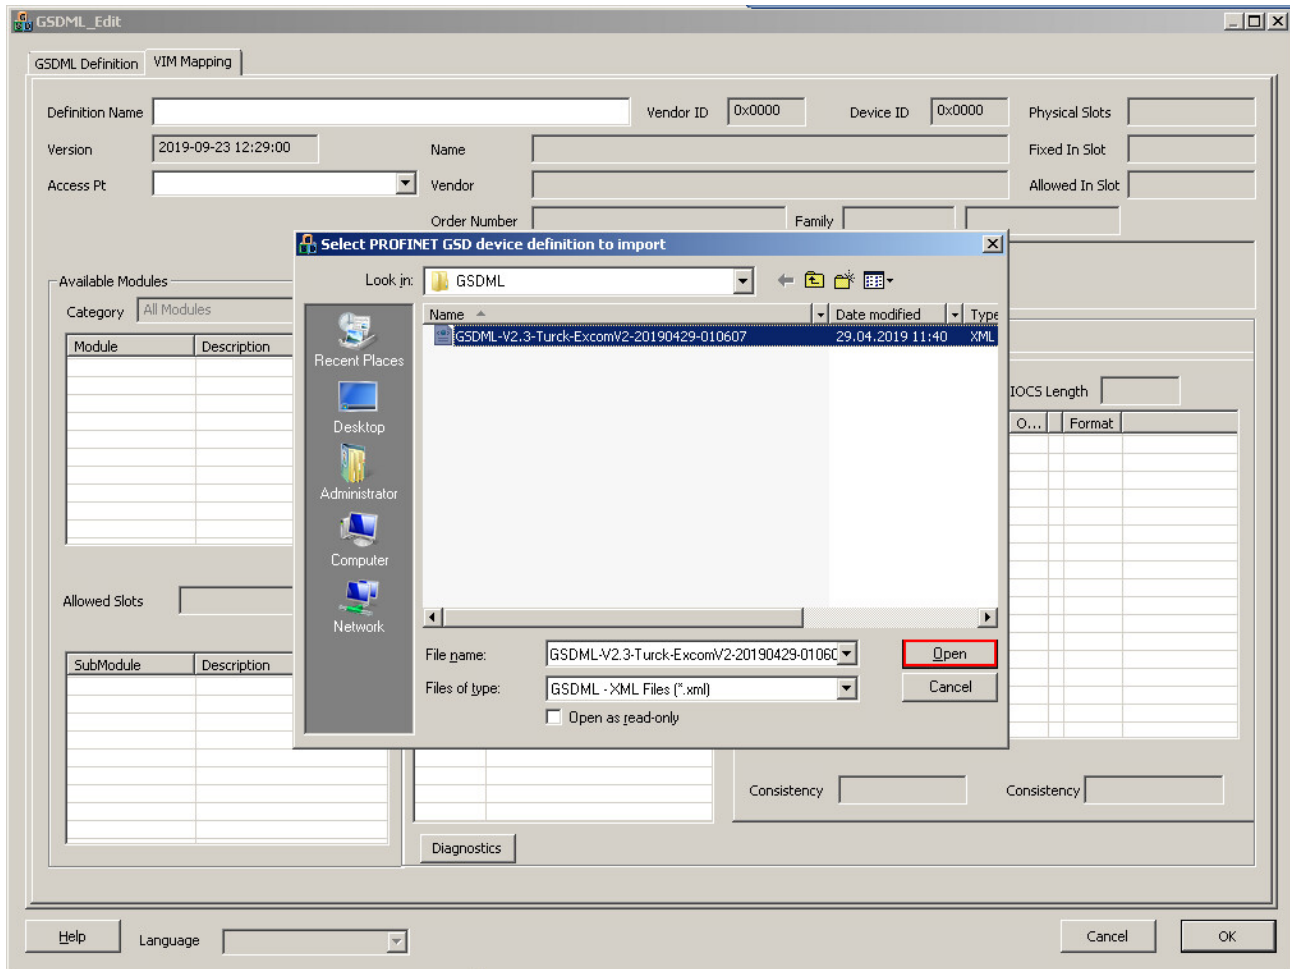 GSDML_Edit
GSDML Definition VIM Mapping
Definition Name Vendor ID 0x0000 Device ID 0x0000 Physical Slots
Version 2019-09-23 12:29:00 Name Fixed In Slot
Access Pt Vendor Allowed In Slot
Order Number Family
Select PROFINET GSD device definition to import
Look in: GSDML
Available Modules
Category All Modules
Name Date modified Type
GSDML-V2.3-Turck-ExcomV2-20190429-010607 29.04.2019 11:40 XML
Module Description
Recent Places
IOCS Length
O... Format
Desktop
Administrator
Computer
Allowed Slots
Network
File name: GSDML-V2.3-Turck-ExcomV2-20190429-01060 Open
SubModule Description
Files of type: GSDML - XML Files (*.xml) Cancel
Open as read-only
Consistency Consistency
Diagnostics
Help Language Cancel OK